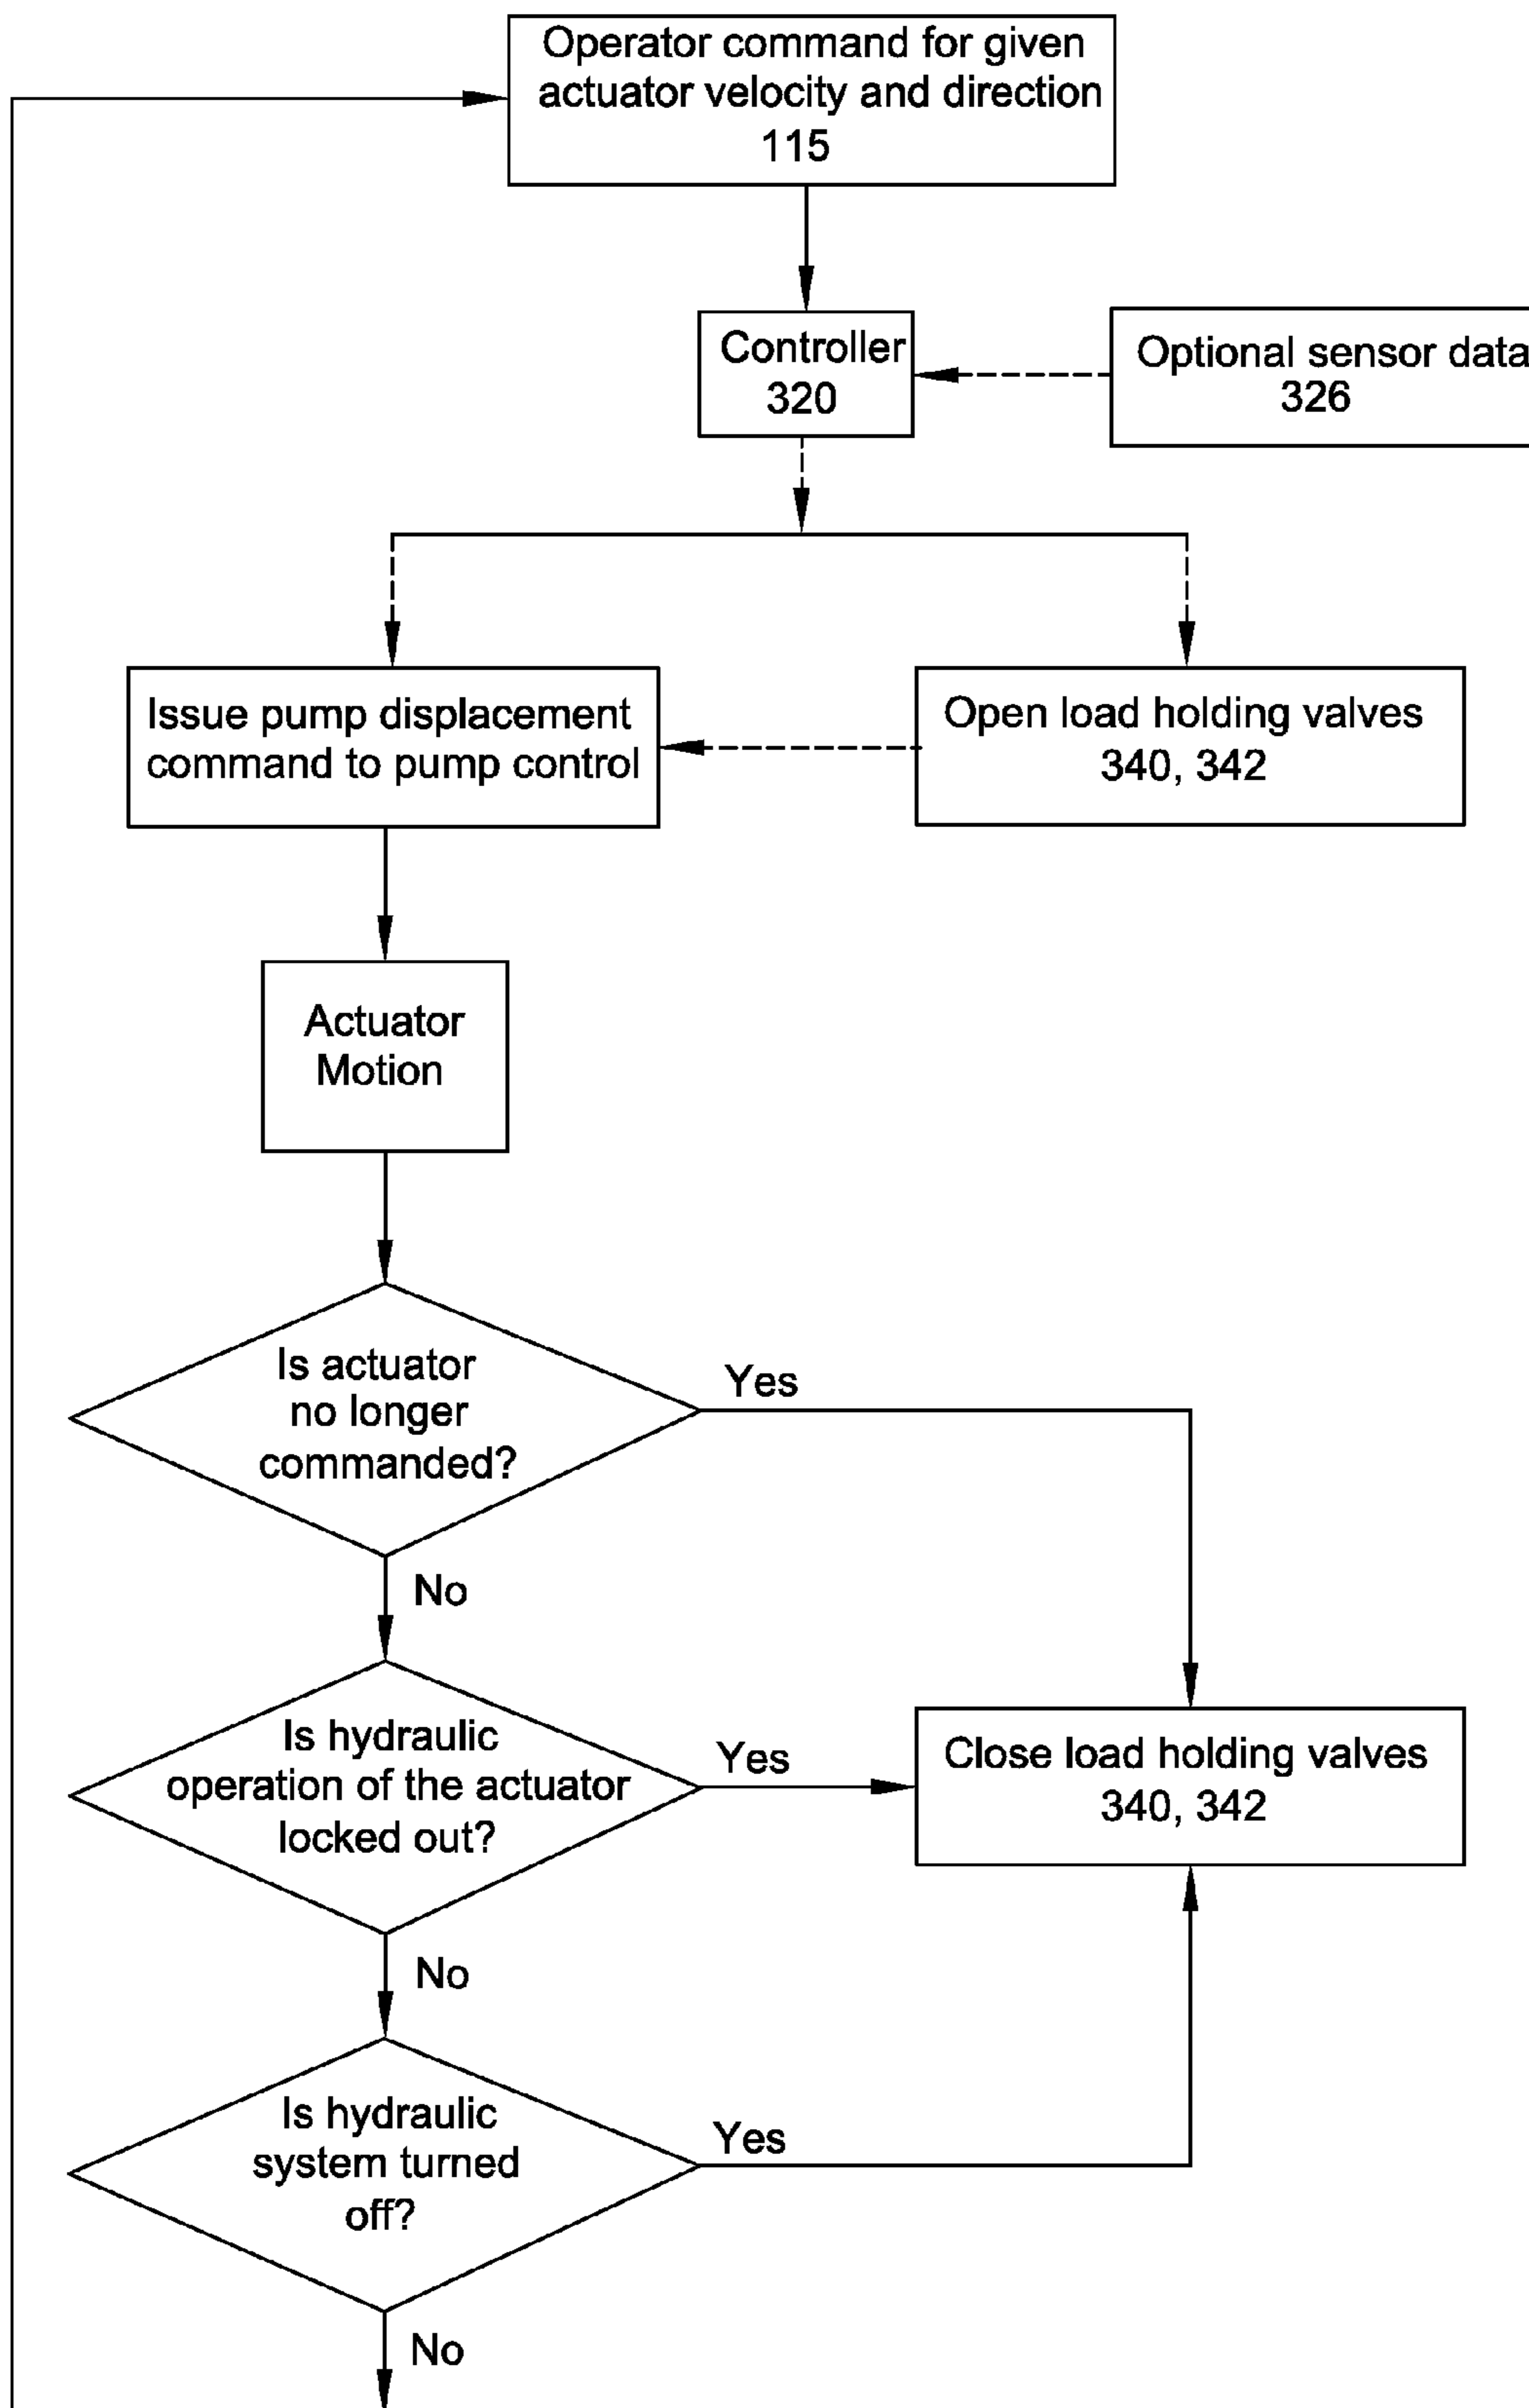 Operator command for given
actuator velocity and direction
115
Controller
320
Optional sensor data
326
Issue pump displacement
command to pump control
Open load holding valves
340, 342
Actuator
Motion
Is actuator
no longer
commanded?
Yes
No
Is hydraulic
operation of the actuator
locked out?
Yes
Close load holding valves
340, 342
No
Is hydraulic
system turned
off?
Yes
No